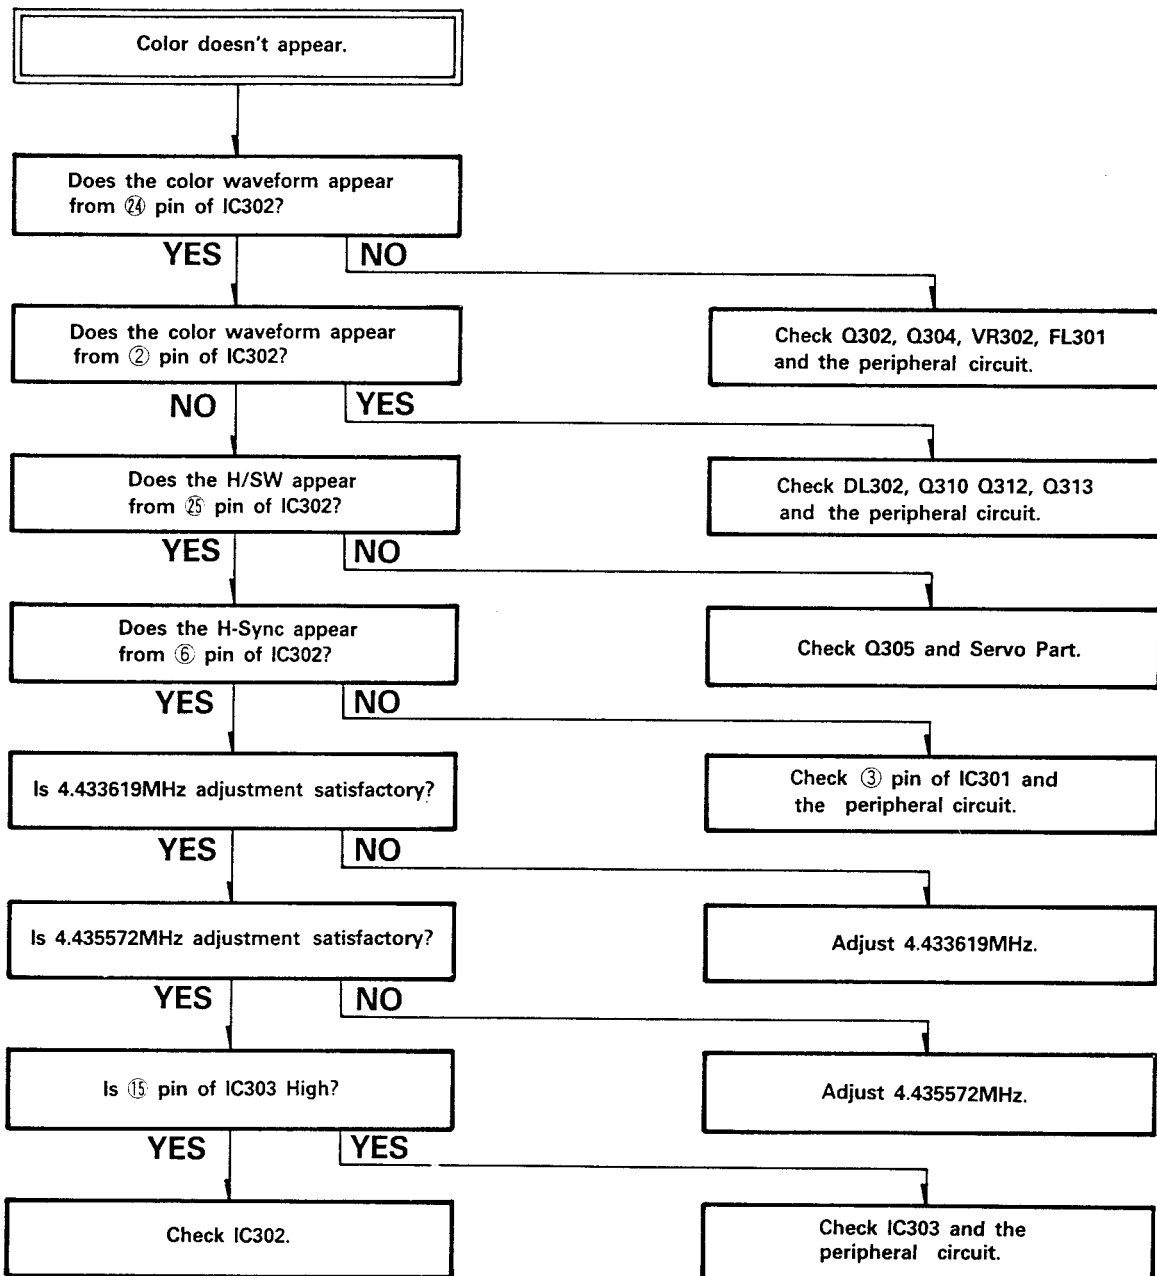 Color doesn't appear.
Does the color waveform appear
from ㉔ pin of IC302?
YES
NO
Does the color waveform appear
from ② pin of IC302?
Check Q302, Q304, VR302, FL301
and the peripheral circuit.
NO
YES
Does the H/SW appear
from ㉕ pin of IC302?
Check DL302, Q310 Q312, Q313
and the peripheral circuit.
YES
NO
Does the H-Sync appear
from ⑥ pin of IC302?
Check Q305 and Servo Part.
YES
NO
Is 4.433619MHz adjustment satisfactory?
Check ③ pin of IC301 and
the peripheral circuit.
YES
NO
Is 4.435572MHz adjustment satisfactory?
Adjust 4.433619MHz.
YES
NO
Is ⑮ pin of IC303 High?
Adjust 4.435572MHz.
YES
YES
Check IC302.
Check IC303 and the
peripheral circuit.